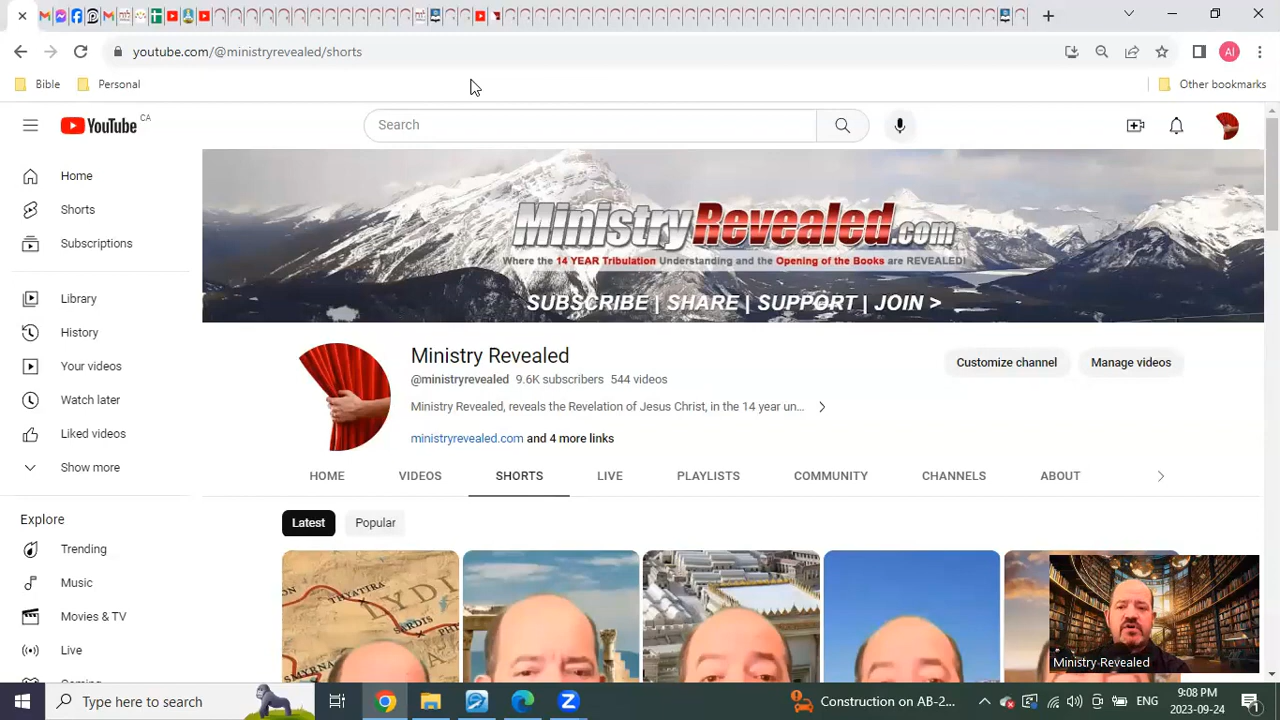 youtube.com/@ministryrevealed/shorts
AI
Bible
Personal
Other bookmarks
YouTube CA
Search
Home
Shorts
Subscriptions
Library
History
Your videos
Watch later
Liked videos
Show more
Explore
Trending
Music
Movies & TV
Live
MinistryRevealed.com
Where the 14 YEAR Tribulation Understanding and the Opening of the Books are REVEALED!
SUBSCRIBE | SHARE | SUPPORT | JOIN >
Ministry Revealed
@ministryrevealed 9.6K subscribers 544 videos
Ministry Revealed, reveals the Revelation of Jesus Christ, in the 14 year un...
ministryrevealed.com and 4 more links
Customize channel
Manage videos
HOME
VIDEOS
SHORTS
LIVE
PLAYLISTS
COMMUNITY
CHANNELS
ABOUT
Latest
Popular
THYATIRA
LYDI
SARDIS
Ministry Revealed
Type here to search
Construction on AB-2...
ENG
9:08 PM
2023-09-24
1